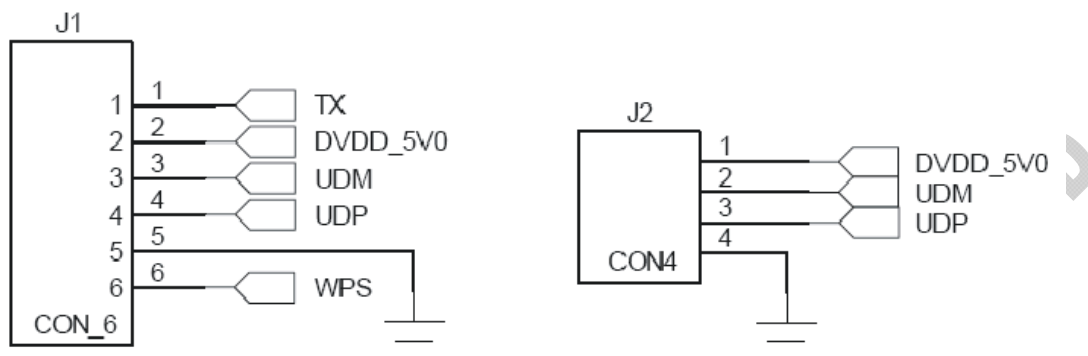 J1
1 1 TX
2 2 DVDD_5V0
3 3 UDM
4 4 UDP
5 5
6 6 WPS
CON_6
J2
1 DVDD_5V0
2 UDM
3 UDP
4
CON4